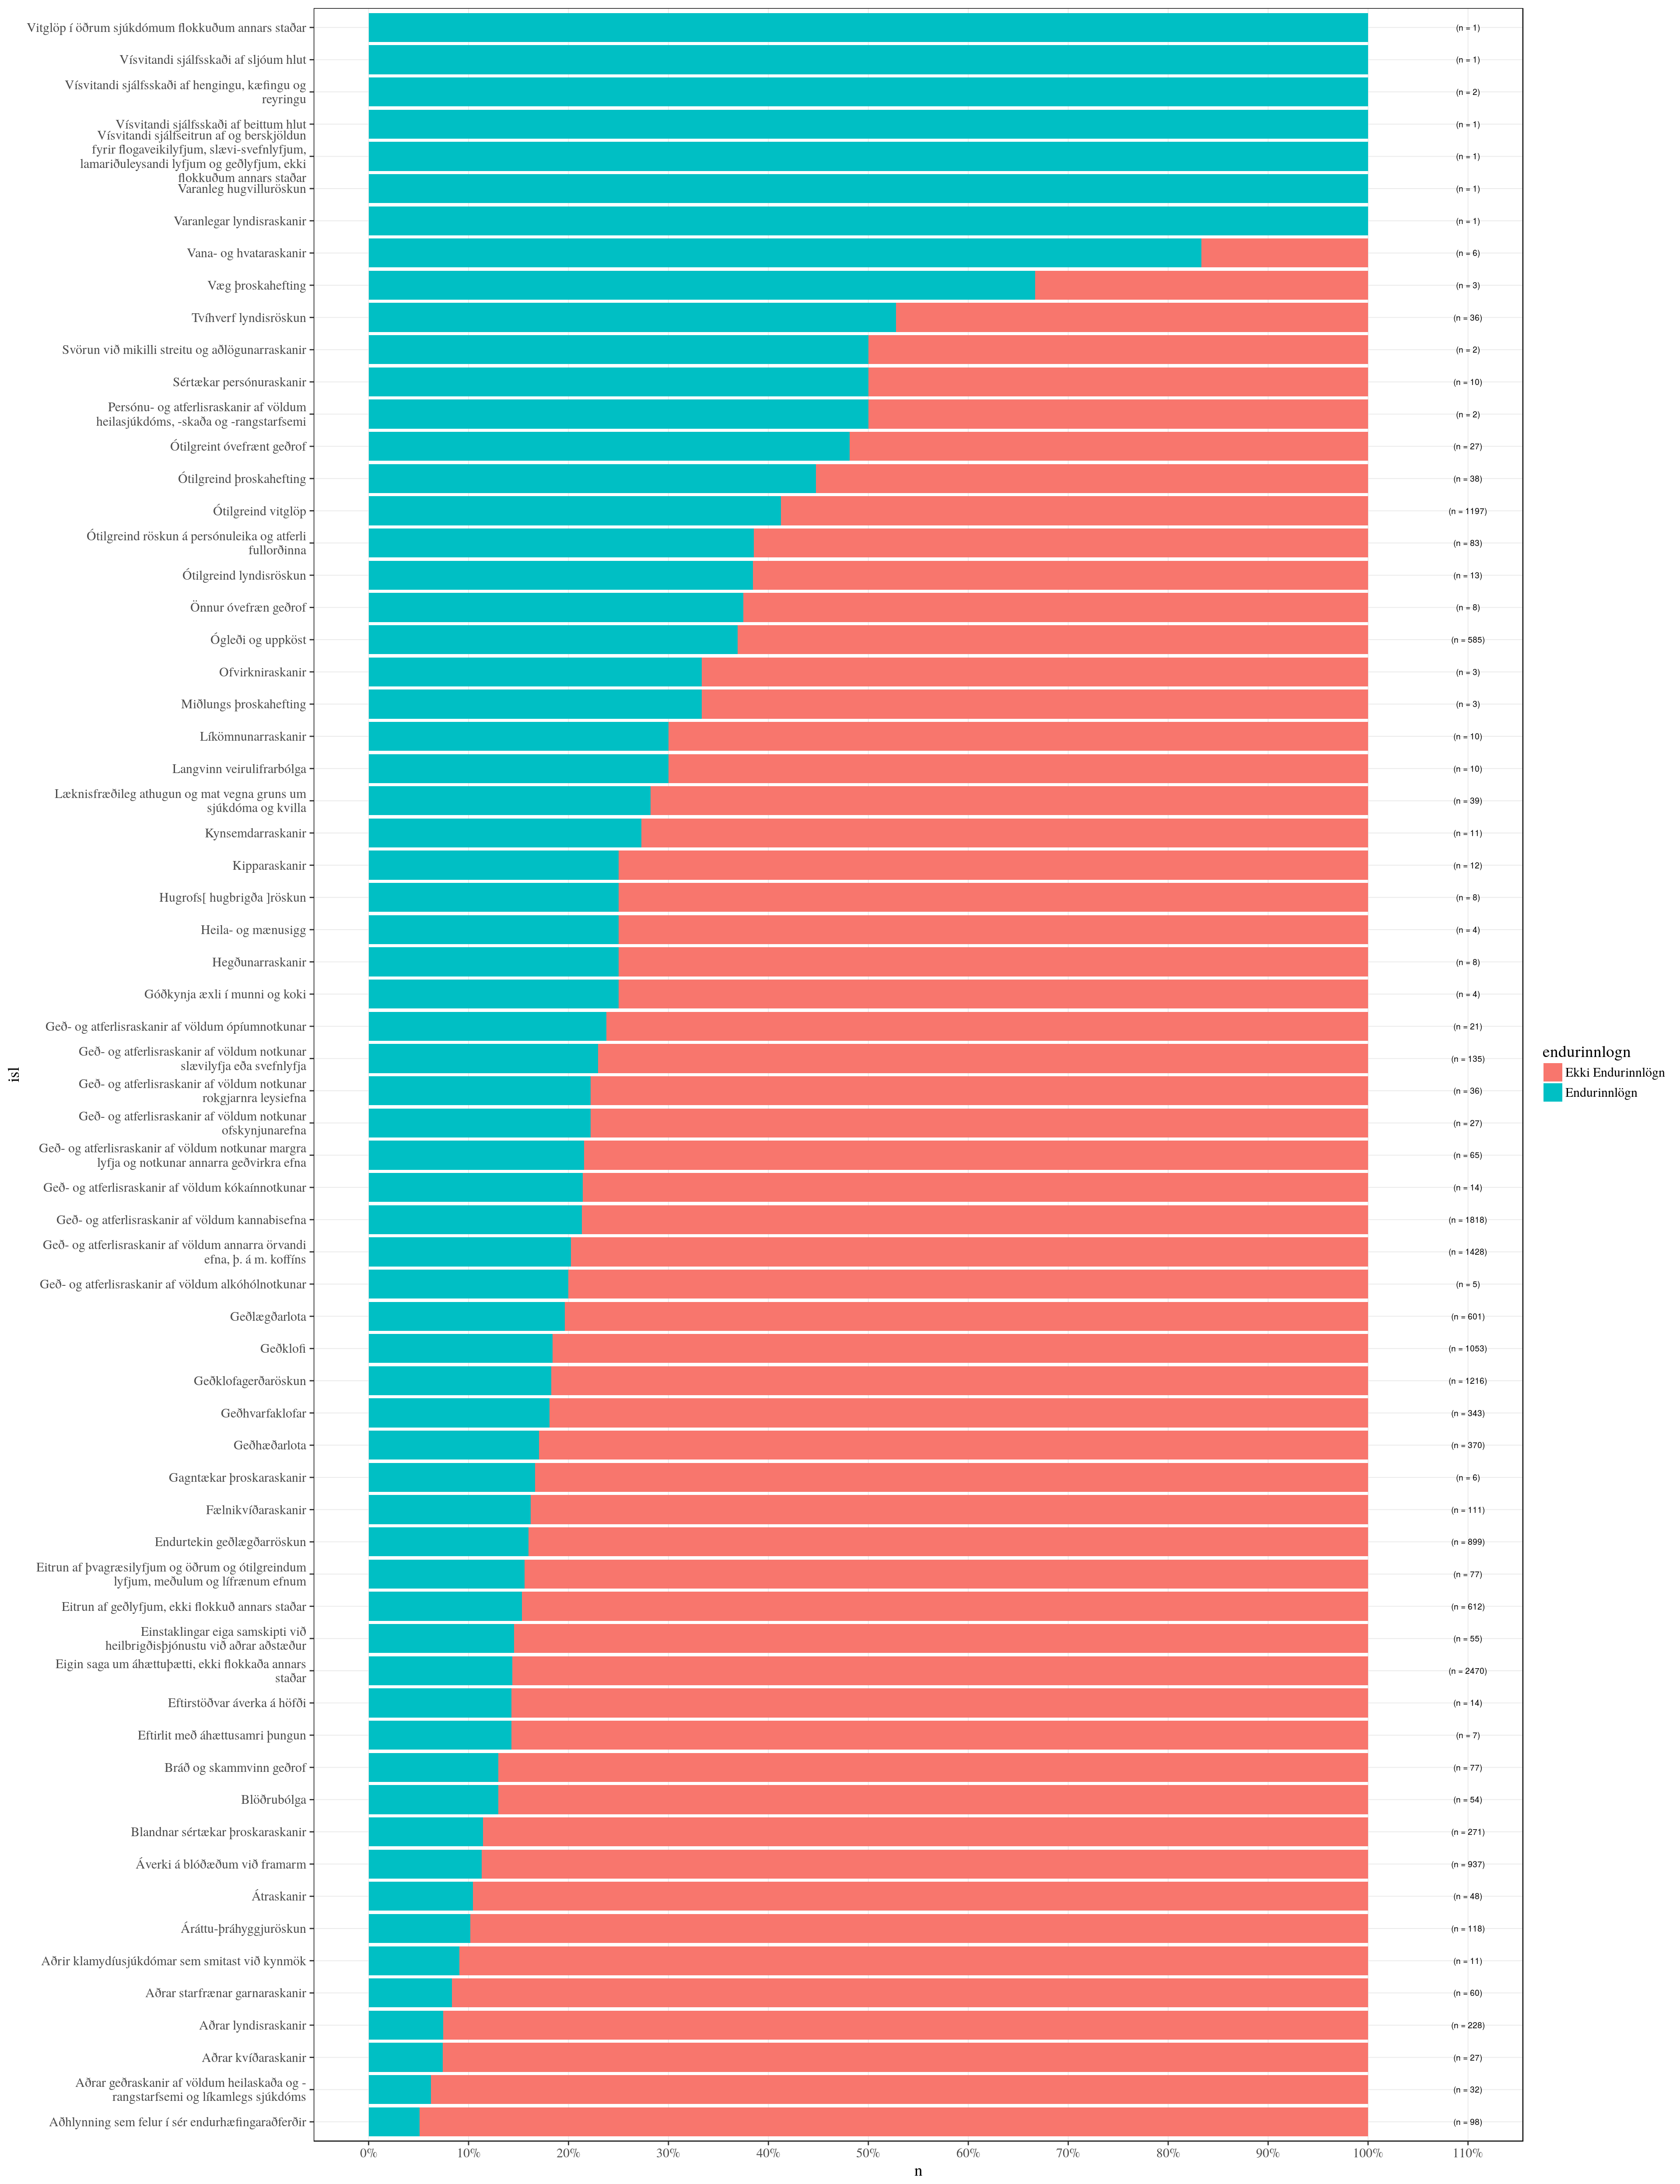 Vitglöp í öðrum sjúkdómum flokkuðum annars staðar
(n = 1)
Vísvitandi sjálfsskaði af sljóum hlut
(n = 1)
Vísvitandi sjálfsskaði af hengingu, kæfingu og
reyringu
(n = 2)
Vísvitandi sjálfsskaði af beittum hlut
(n = 1)
Vísvitandi sjálfseitrun af og berskjöldun
fyrir flogaveikilyfjum, slævi-svefnlyfjum,
lamariðuleysandi lyfjum og geðlyfjum, ekki
flokkuðum annars staðar
(n = 1)
Varanleg hugvilluröskun
(n = 1)
Varanlegar lyndisraskanir
(n = 1)
Vana- og hvataraskanir
(n = 6)
Væg þroskahefting
(n = 3)
Tvíhverf lyndisröskun
(n = 36)
Svörun við mikilli streitu og aðlögunarraskanir
(n = 2)
Sértækar persónuraskanir
(n = 10)
Persónu- og atferlisraskanir af völdum
heilasjúkdóms, -skaða og -rangstarfsemi
(n = 2)
Ótilgreint óvefrænt geðrof
(n = 27)
Ótilgreind þroskahefting
(n = 38)
Ótilgreind vitglöp
(n = 1197)
Ótilgreind röskun á persónuleika og atferli
fullorðinna
(n = 83)
Ótilgreind lyndisröskun
(n = 13)
Önnur óvefræn geðrof
(n = 8)
Ógleði og uppköst
(n = 585)
Ofvirkniraskanir
(n = 3)
Miðlungs þroskahefting
(n = 3)
Líkömnunarraskanir
(n = 10)
Langvinn veirulifrarbólga
(n = 10)
Læknisfræðileg athugun og mat vegna gruns um
sjúkdóma og kvilla
(n = 39)
Kynsemdarraskanir
(n = 11)
Kipparaskanir
(n = 12)
Hugrofs[ hugbrigða ]röskun
(n = 8)
Heila- og mænusigg
(n = 4)
Hegðunarraskanir
(n = 8)
Góðkynja æxli í munni og koki
(n = 4)
Geð- og atferlisraskanir af völdum ópíumnotkunar
(n = 21)
Geð- og atferlisraskanir af völdum notkunar
slævilyfja eða svefnlyfja
(n = 135)
Geð- og atferlisraskanir af völdum notkunar
rokgjarnra leysiefna
(n = 36)
Geð- og atferlisraskanir af völdum notkunar
ofskynjunarefna
(n = 27)
Geð- og atferlisraskanir af völdum notkunar margra
lyfja og notkunar annarra geðvirkra efna
(n = 65)
Geð- og atferlisraskanir af völdum kókaínnotkunar
(n = 14)
Geð- og atferlisraskanir af völdum kannabisefna
(n = 1818)
Geð- og atferlisraskanir af völdum annarra örvandi
efna, þ. á m. koffíns
(n = 1428)
Geð- og atferlisraskanir af völdum alkóhólnotkunar
(n = 5)
Geðlægðarlota
(n = 601)
Geðklofi
(n = 1053)
Geðklofagerðaröskun
(n = 1216)
Geðhvarfaklofar
(n = 343)
Geðhæðarlota
(n = 370)
Gagntækar þroskaraskanir
(n = 6)
Fælnikvíðaraskanir
(n = 111)
Endurtekin geðlægðarröskun
(n = 899)
Eitrun af þvagræsilyfjum og öðrum og ótilgreindum
lyfjum, meðulum og lífrænum efnum
(n = 77)
Eitrun af geðlyfjum, ekki flokkuð annars staðar
(n = 612)
Einstaklingar eiga samskipti við
heilbrigðisþjónustu við aðrar aðstæður
(n = 55)
Eigin saga um áhættuþætti, ekki flokkaða annars
staðar
(n = 2470)
Eftirstöðvar áverka á höfði
(n = 14)
Eftirlit með áhættusamri þungun
(n = 7)
Bráð og skammvinn geðrof
(n = 77)
Blöðrubólga
(n = 54)
Blandnar sértækar þroskaraskanir
(n = 271)
Áverki á blóðæðum við framarm
(n = 937)
Átraskanir
(n = 48)
Áráttu-þráhyggjuröskun
(n = 118)
Aðrir klamydíusjúkdómar sem smitast við kynmök
(n = 11)
Aðrar starfrænar garnaraskanir
(n = 60)
Aðrar lyndisraskanir
(n = 228)
Aðrar kvíðaraskanir
(n = 27)
Aðrar geðraskanir af völdum heilaskaða og -
rangstarfsemi og líkamlegs sjúkdóms
(n = 32)
Aðhlynning sem felur í sér endurhæfingaraðferðir
(n = 98)
0% 10% 20% 30% 40% 50% 60% 70% 80% 90% 100% 110%
n
isl
endurinnlogn
Ekki Endurinnlögn
Endurinnlögn